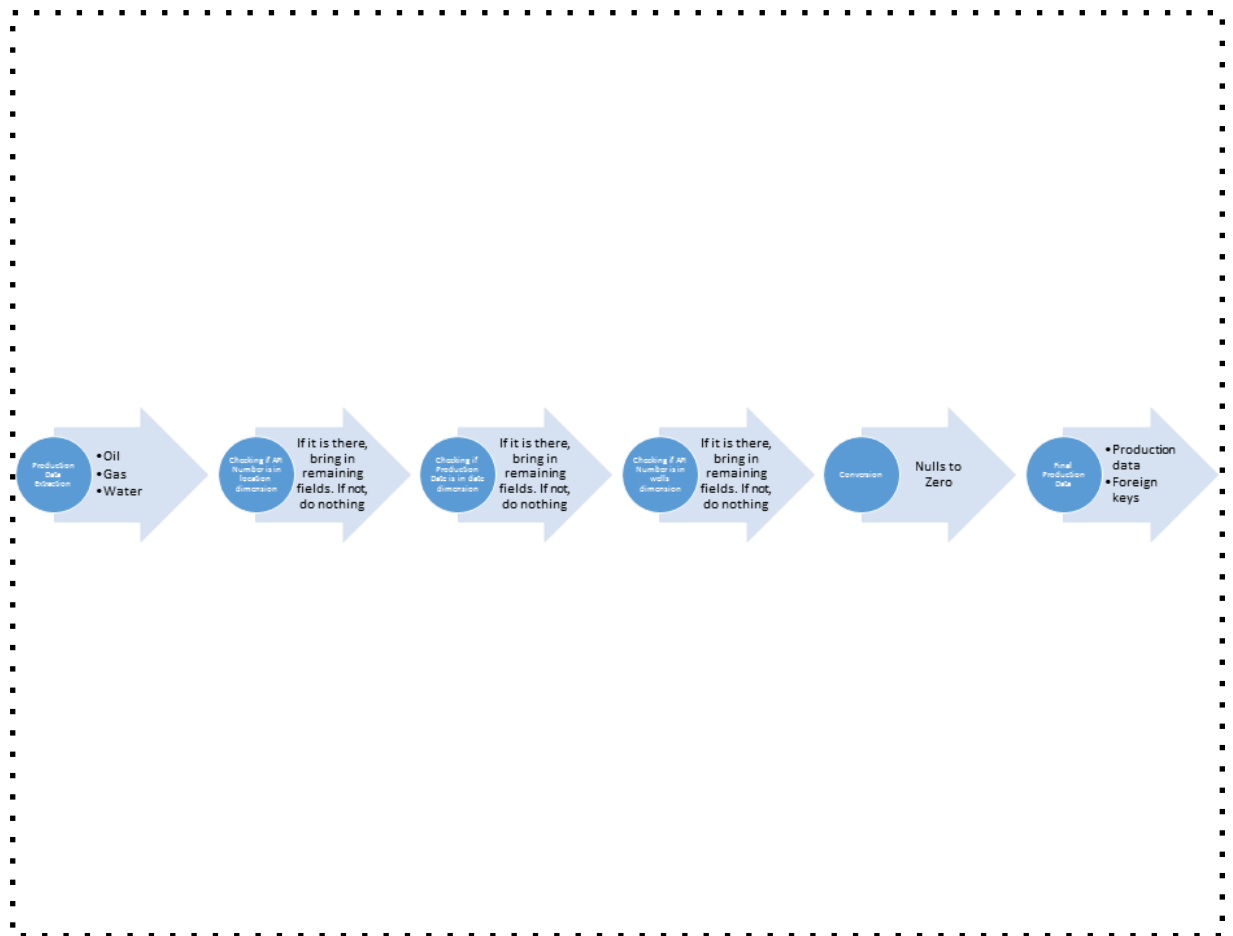 Production
Data
Extraction
•Oil
•Gas
•Water
Checking if API
Number is in
location
dimension
If it is there,
bring in
remaining
fields. If not,
do nothing
Checking if
Production
Date is in date
dimension
If it is there,
bring in
remaining
fields. If not,
do nothing
Checking if API
Number is in
wells
dimension
If it is there,
bring in
remaining
fields. If not,
do nothing
Conversion
Nulls to
Zero
Final
Production
Data
•Production
data
•Foreign
keys